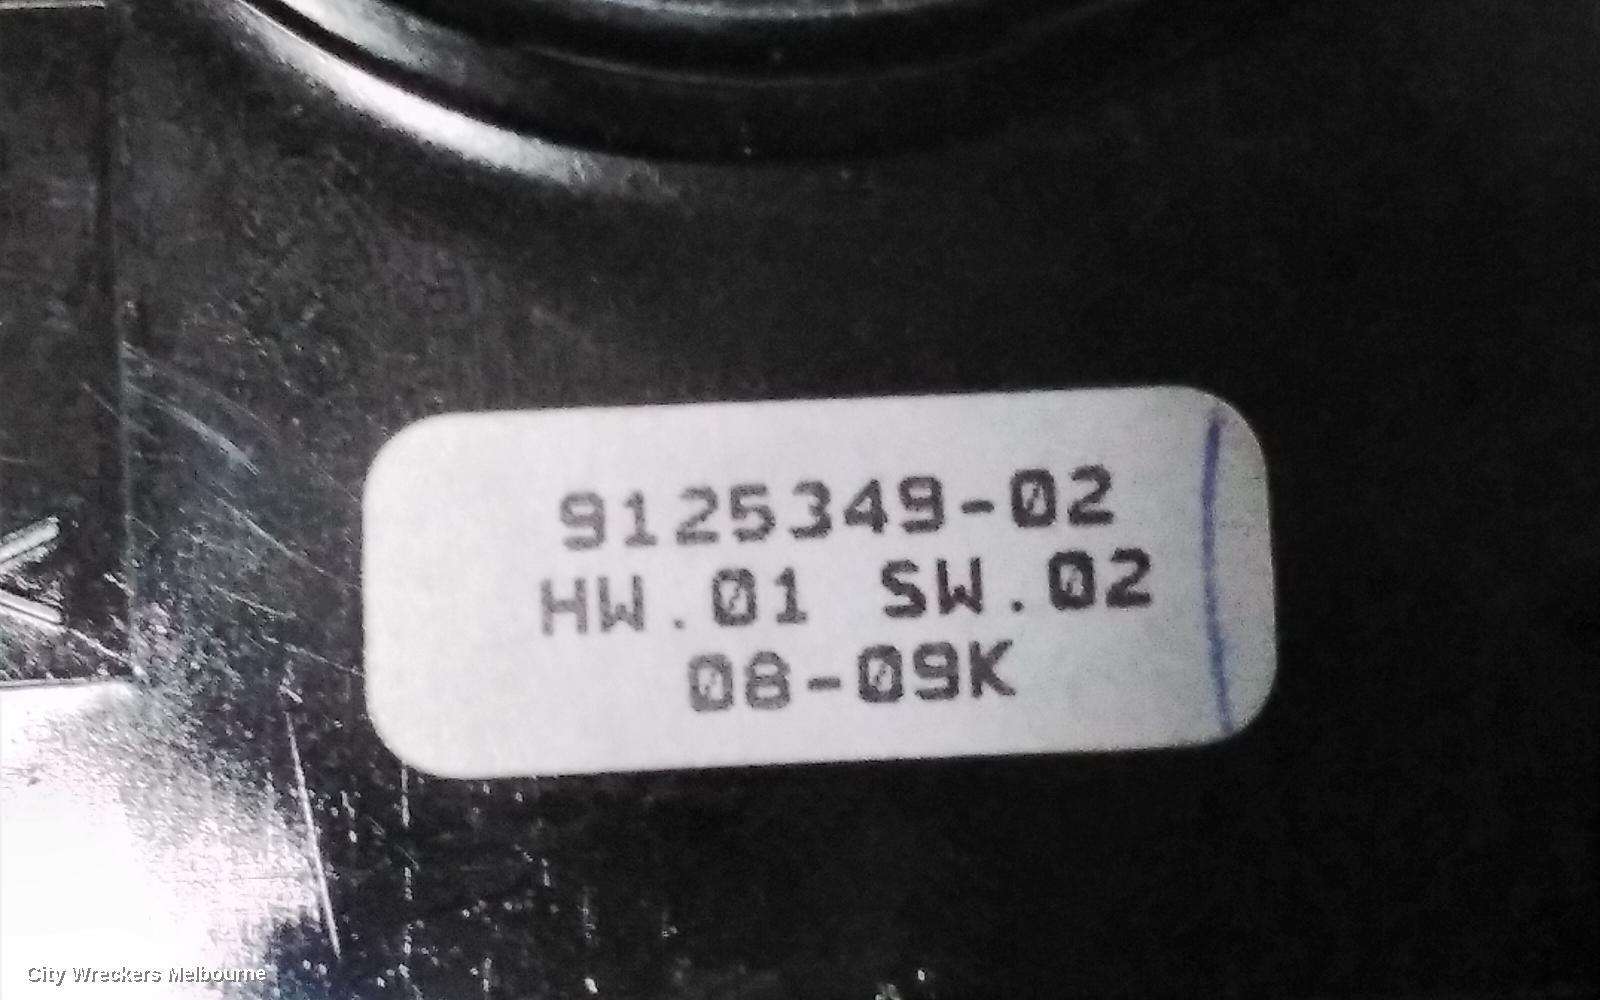 9125349-02
HW.01 SW.02
08-09K
City Wreckers Melbourne